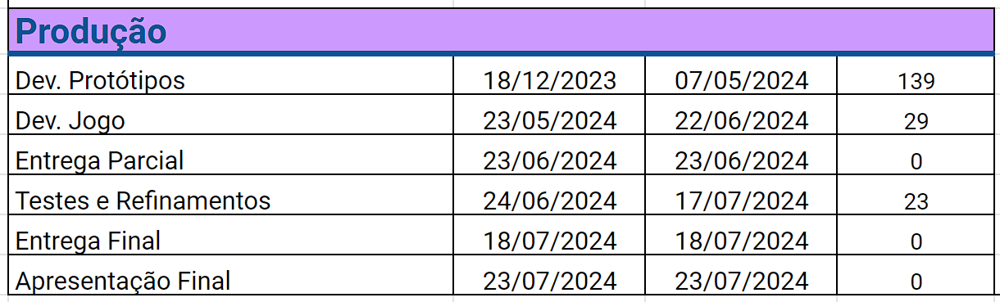 Produção
Dev. Protótipos 18/12/2023 07/05/2024 139
Dev. Jogo 23/05/2024 22/06/2024 29
Entrega Parcial 23/06/2024 23/06/2024 0
Testes e Refinamentos 24/06/2024 17/07/2024 23
Entrega Final 18/07/2024 18/07/2024 0
Apresentação Final 23/07/2024 23/07/2024 0